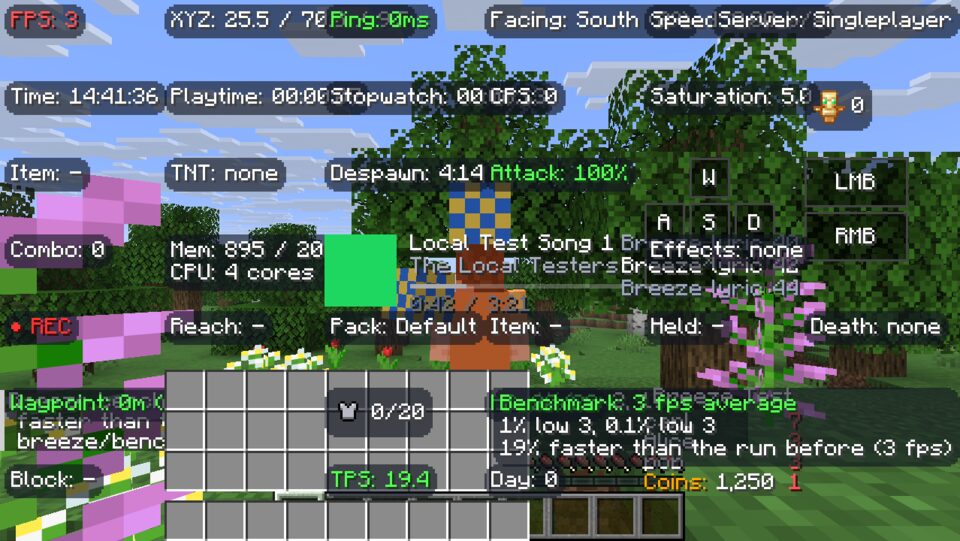 FPS: 3
XYZ: 25.5 / 70
Ping: 0ms
Facing: South
Speed
Server: Singleplayer
Time: 14:41:36
Playtime: 00:00
Stopwatch: 00
CPS: 0
Saturation: 5.0
0
Item: -
TNT: none
Despawn: 4:14
Attack: 100%
W
LMB
A S D
RMB
Combo: 0
Mem: 895 / 20
CPU: 4 cores
Local Test Song 1
The Local Testers
0:42 / 3:21
Effects: none
Breeze lyric 42
Breeze lyric 44
REC
Reach: -
Pack: Default
Item: -
Held: -
Death: none
Waypoint: 0m
faster than
breeze/benc
0/20
Benchmark: 3 fps average
1% low 3, 0.1% low 3
19% faster than the run before (3 fps)
Block: -
TPS: 19.4
Day: 0
Coins: 1,250
1